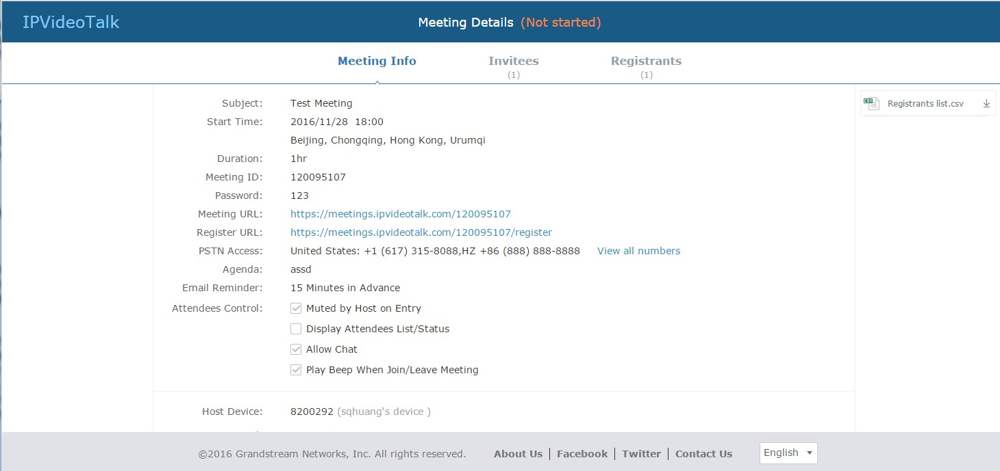 IPVideoTalk
Meeting Details (Not started)
Meeting Info
Invitees
(1)
Registrants
(1)
CSV a Registrants list.csv
Subject: Test Meeting
Start Time: 2016/11/28 18:00
Beijing, Chongqing, Hong Kong, Urumqi
Duration: 1hr
Meeting ID: 120095107
Password: 123
Meeting URL: https://meetings.ipvideotalk.com/120095107
Register URL: https://meetings.ipvideotalk.com/120095107/register
PSTN Access: United States: +1 (617) 315-8088,HZ +86 (888) 888-8888 View all numbers
Agenda: assd
Email Reminder: 15 Minutes in Advance
Attendees Control: Muted by Host on Entry
Display Attendees List/Status
Allow Chat
Play Beep When Join/Leave Meeting
Host Device: 8200292 (sqhuang`s device )
©2016 Grandstream Networks, Inc. All rights reserved. About Us | Facebook | Twitter | Contact Us English